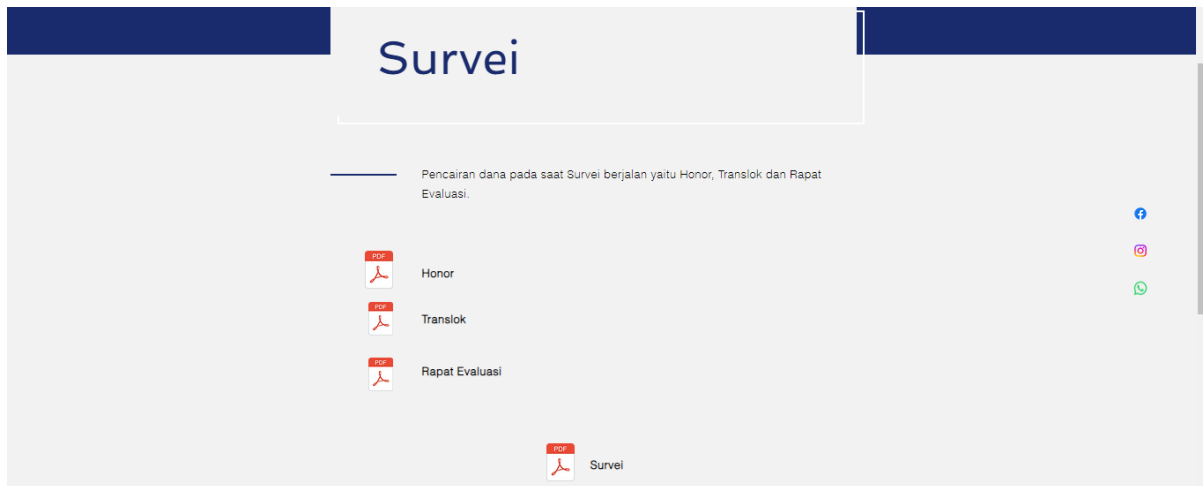 Survei
Pencairan dana pada saat Survei berjalan yaitu Honor, Translok dan Rapat
Evaluasi.
PDF
Honor
PDF
Translok
PDF
Rapat Evaluasi
PDF
Survei